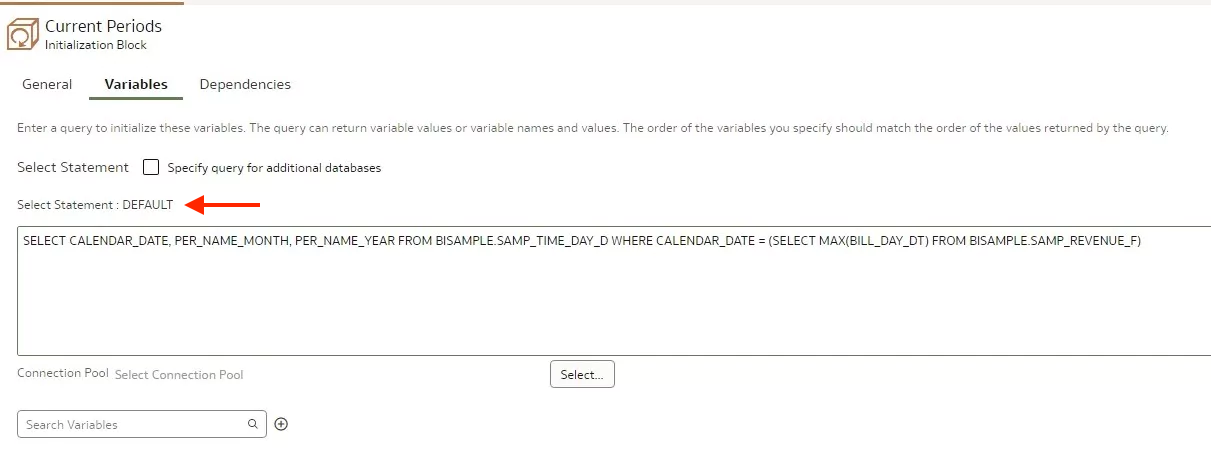 Current Periods
Initialization Block
General Variables Dependencies
Enter a query to initialize these variables. The query can return variable values or variable names and values. The order of the variables you specify should match the order of the values returned by the query.
Select Statement Specify query for additional databases
Select Statement : DEFAULT
SELECT CALENDAR_DATE, PER_NAME_MONTH, PER_NAME_YEAR FROM BISAMPLE.SAMP_TIME_DAY_D WHERE CALENDAR_DATE = (SELECT MAX(BILL_DAY_DT) FROM BISAMPLE.SAMP_REVENUE_F)
Connection Pool Select Connection Pool Select...
Search Variables